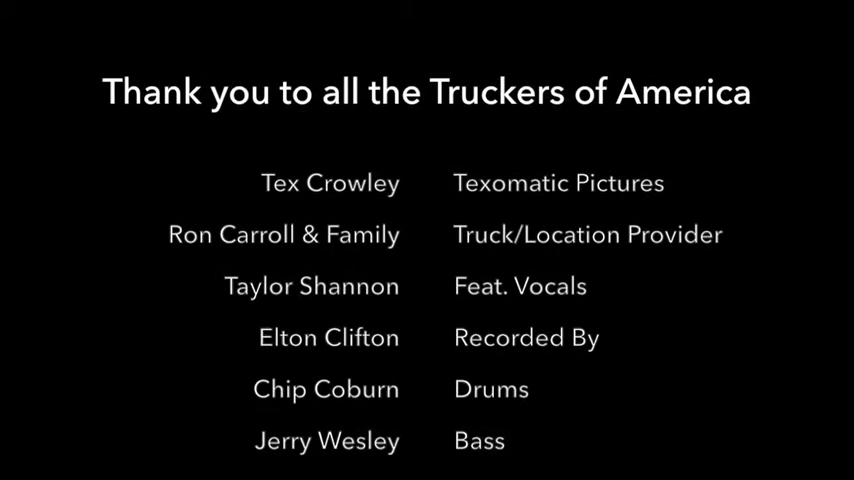 Thank you to all the Truckers of America
Tex Crowley Texomatic Pictures
Ron Carroll & Family Truck/Location Provider
Taylor Shannon Feat. Vocals
Elton Clifton Recorded By
Chip Coburn Drums
Jerry Wesley Bass